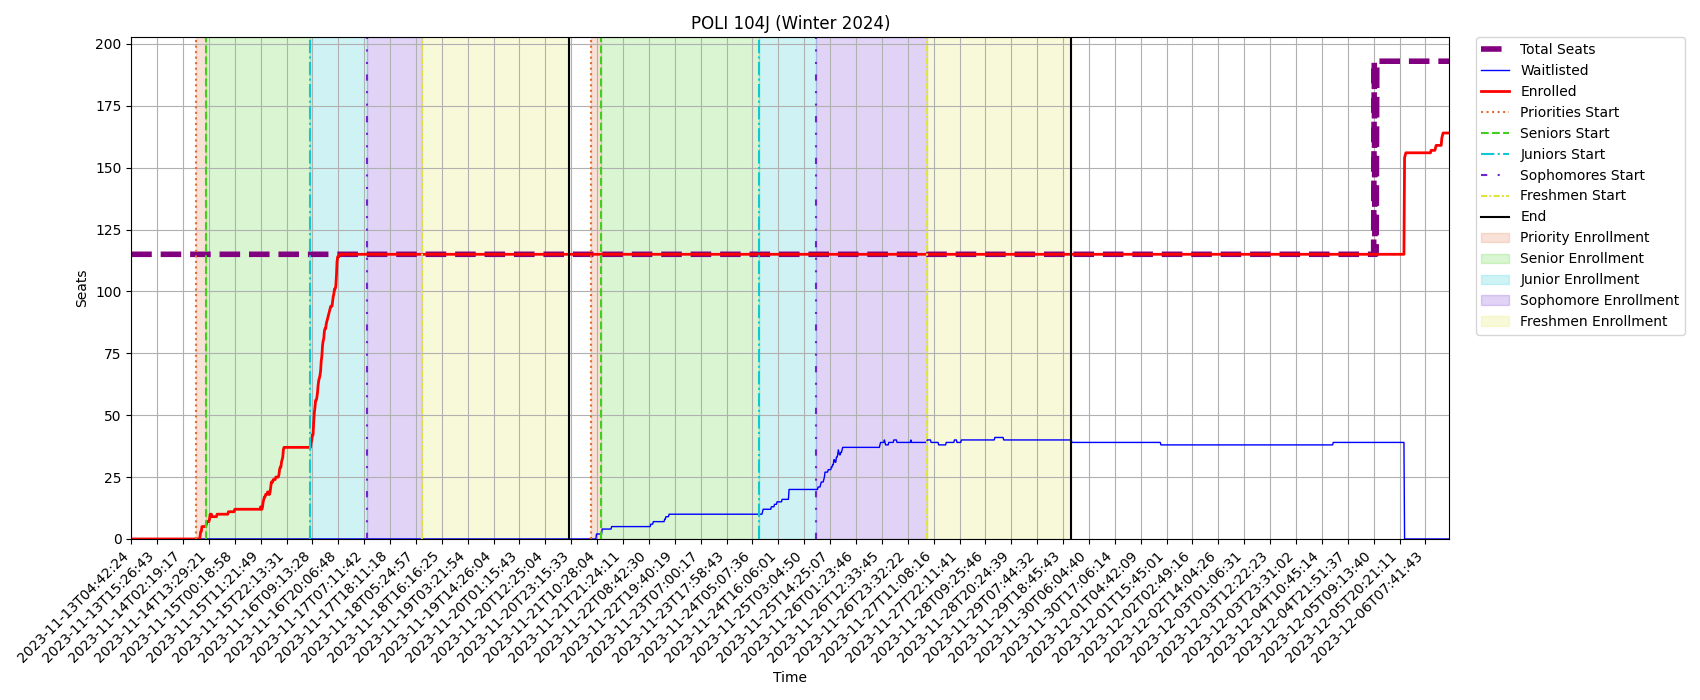 POLI 104J (Winter 2024)
200
175
150
125
100
75
50
25
0
Seats
2023-11-13T04:42:24
2023-11-13T15:26:43
2023-11-14T02:19:17
2023-11-14T13:29:21
2023-11-15T00:18:58
2023-11-15T11:21:49
2023-11-15T22:13:31
2023-11-16T09:13:28
2023-11-16T20:06:48
2023-11-17T07:11:42
2023-11-17T18:11:18
2023-11-18T05:24:57
2023-11-18T16:16:25
2023-11-19T03:21:54
2023-11-19T14:26:04
2023-11-20T01:15:43
2023-11-20T12:25:04
2023-11-20T23:15:33
2023-11-21T10:28:04
2023-11-21T21:24:11
2023-11-22T08:42:30
2023-11-22T19:40:19
2023-11-23T07:00:17
2023-11-23T17:58:43
2023-11-24T05:07:36
2023-11-24T16:06:01
2023-11-25T03:04:50
2023-11-25T14:25:07
2023-11-26T01:23:46
2023-11-26T12:33:45
2023-11-26T23:32:22
2023-11-27T11:08:16
2023-11-27T22:11:41
2023-11-28T09:25:46
2023-11-28T20:24:39
2023-11-29T07:44:32
2023-11-29T18:45:43
2023-11-30T06:04:40
2023-11-30T17:06:14
2023-12-01T04:42:09
2023-12-01T15:45:01
2023-12-02T02:49:16
2023-12-02T14:04:26
2023-12-03T01:06:31
2023-12-03T12:22:23
2023-12-03T23:31:02
2023-12-04T10:45:14
2023-12-04T21:51:37
2023-12-05T09:13:40
2023-12-05T20:21:11
2023-12-06T07:41:43
Time
Total Seats
Waitlisted
Enrolled
Priorities Start
Seniors Start
Juniors Start
Sophomores Start
Freshmen Start
End
Priority Enrollment
Senior Enrollment
Junior Enrollment
Sophomore Enrollment
Freshmen Enrollment